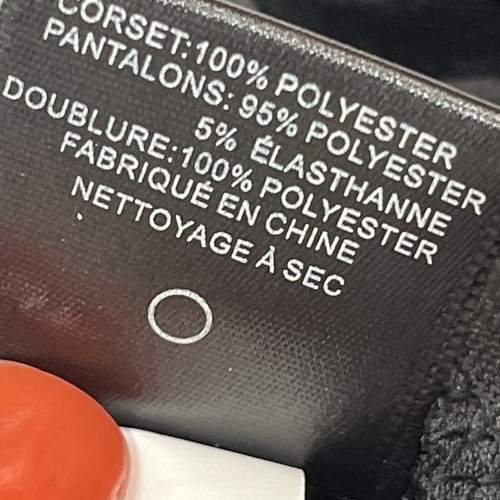 CORSET:100% POLYESTER
PANTALONS: 95% POLYESTER
5% ÉLASTHANNE
DOUBLURE:100% POLYESTER
FABRIQUÉ EN CHINE
NETTOYAGE À SEC